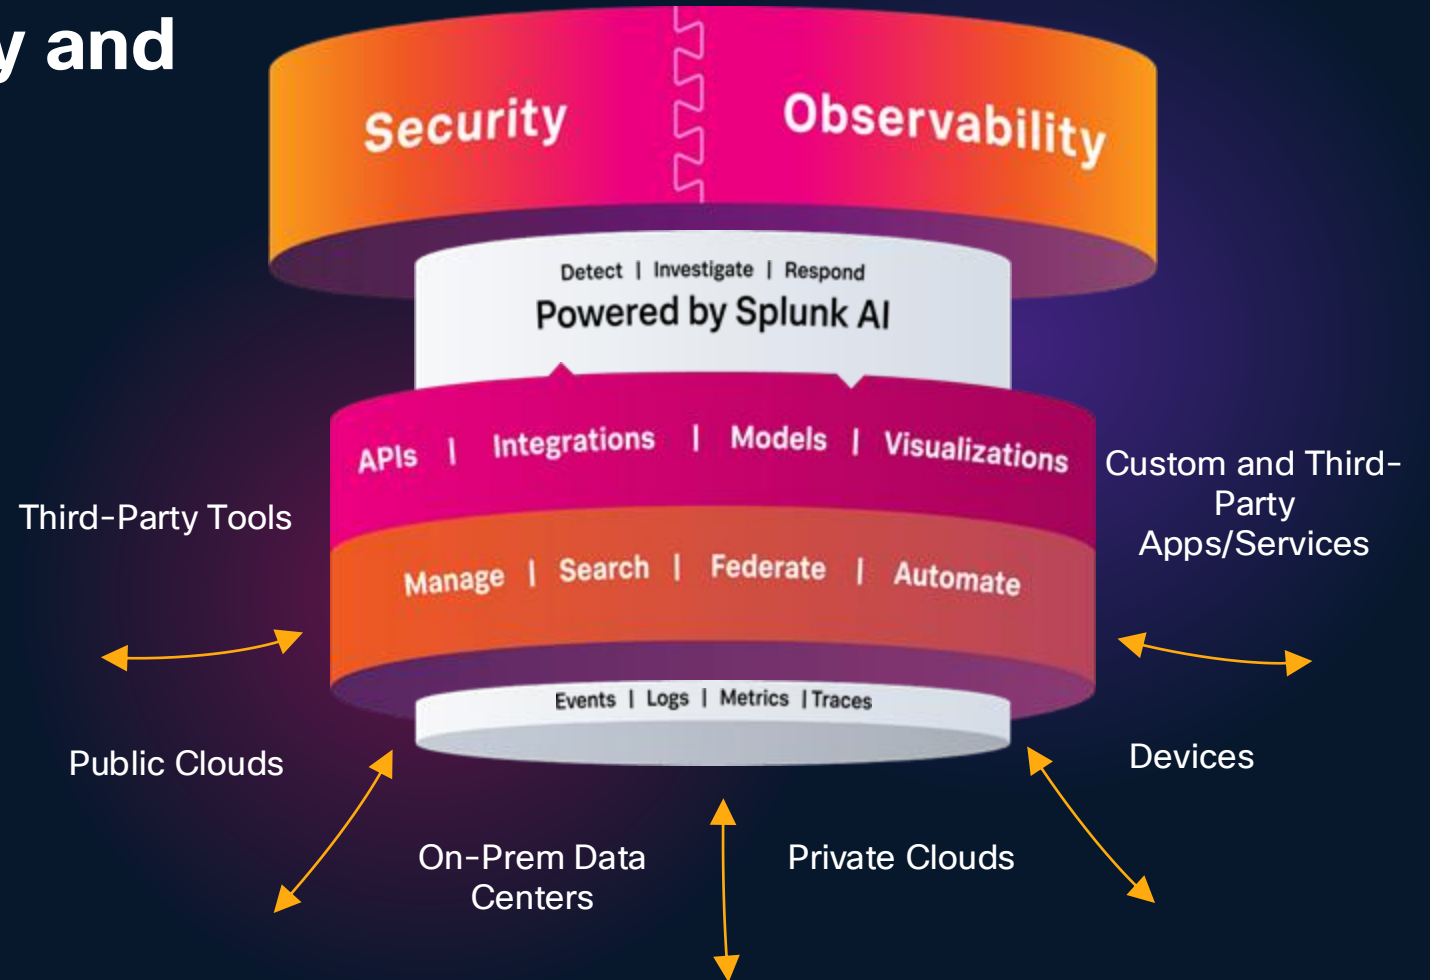 y and
Security
Observability
Detect | Investigate | Respond
Powered by Splunk AI
APIs | Integrations | Models | Visualizations
Manage | Search | Federate | Automate
Events | Logs | Metrics | Traces
Third-Party Tools
Custom and Third-
Party
Apps/Services
Public Clouds
Devices
On-Prem Data
Centers
Private Clouds